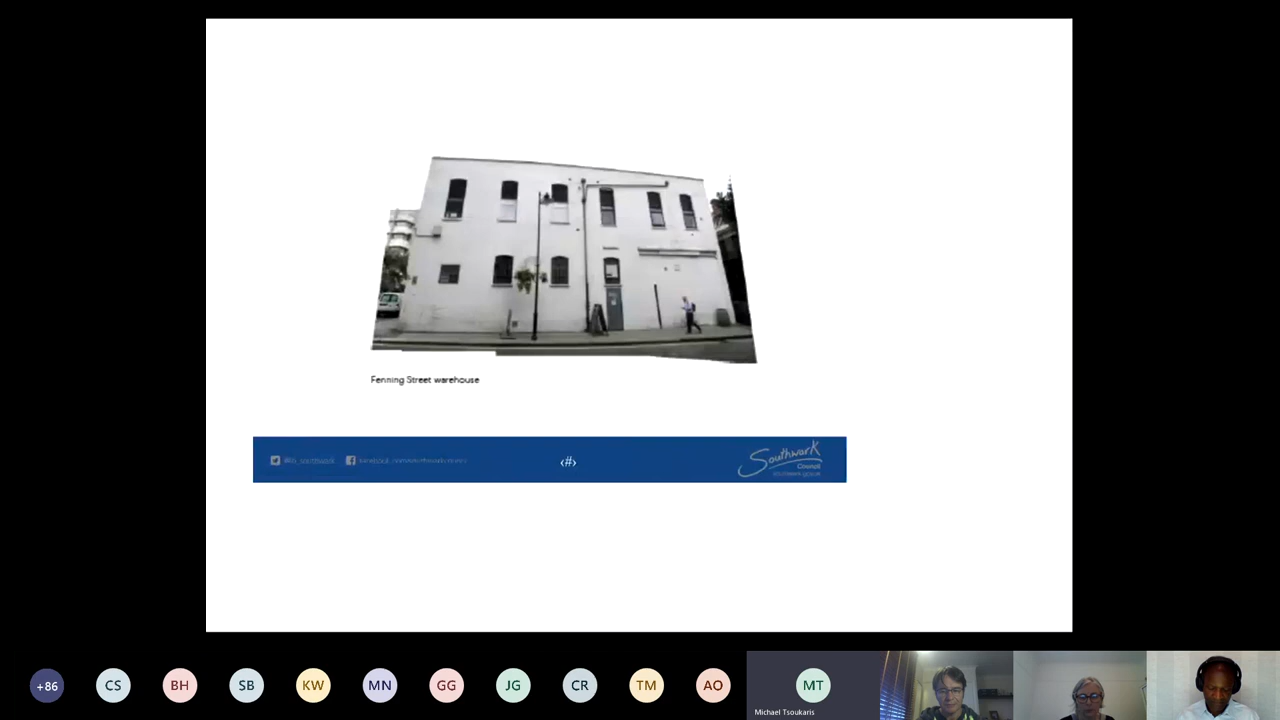 Fenning Street warehouse
‹#›
Southwark
Council
+86
CS
BH
SB
KW
MN
GG
JG
CR
TM
AO
MT
Michael Tsoukaris